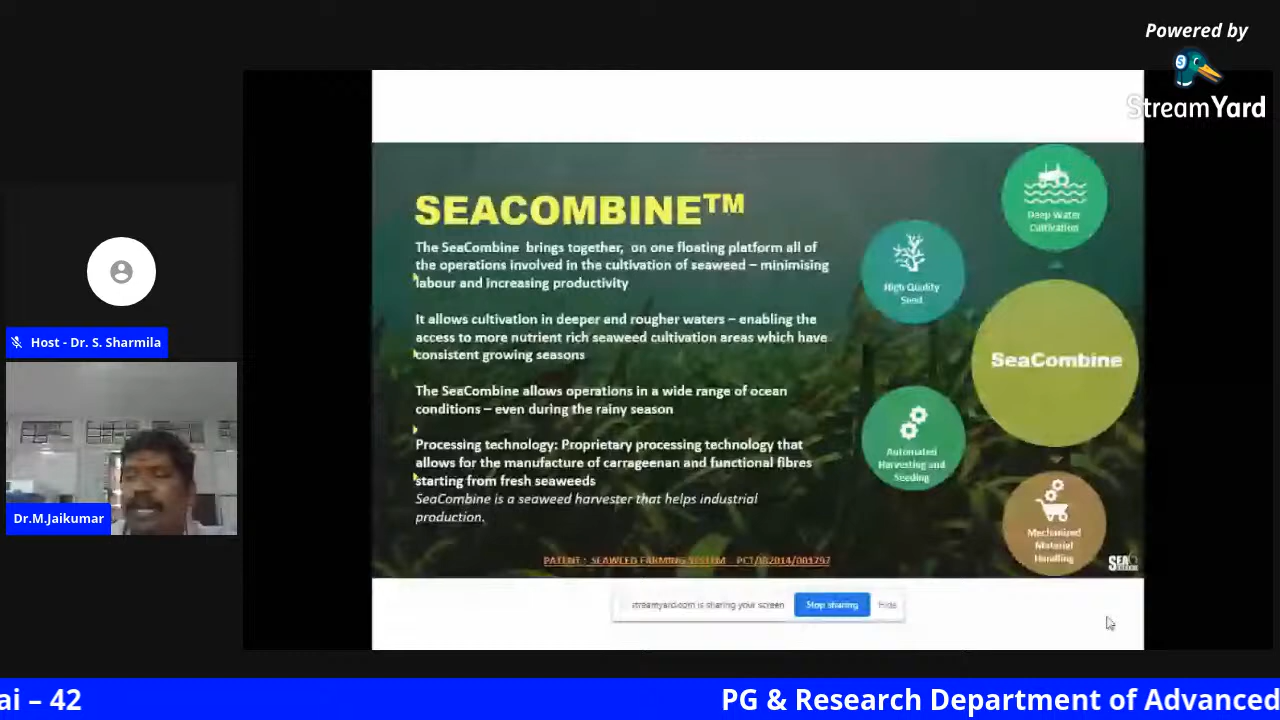 Powered by
StreamYard
SEACOMBINE™
The SeaCombine brings together, on one floating platform all of
the operations involved in the cultivation of seaweed – minimising
labour and increasing productivity
It allows cultivation in deeper and rougher waters – enabling the
access to more nutrient rich seaweed cultivation areas which have
consistent growing seasons
The SeaCombine allows operations in a wide range of ocean
conditions – even during the rainy season
Processing technology: Proprietary processing technology that
allows for the manufacture of carrageenan and functional fibres
starting from fresh seaweeds
SeaCombine is a seaweed harvester that helps industrial
production.
PATENT : SEAWEED FARMING SYSTEM PCT/IB2014/001797
Deep Water
Cultivation
High Quality
Seed
SeaCombine
Automated
Harvesting and
Seeding
Mechanized
Material
Handling
SEA
streamyard.com is sharing your screen
Stop sharing
Hide
Host - Dr. S. Sharmila
Dr.M.Jaikumar
ai – 42
PG & Research Department of Advanced